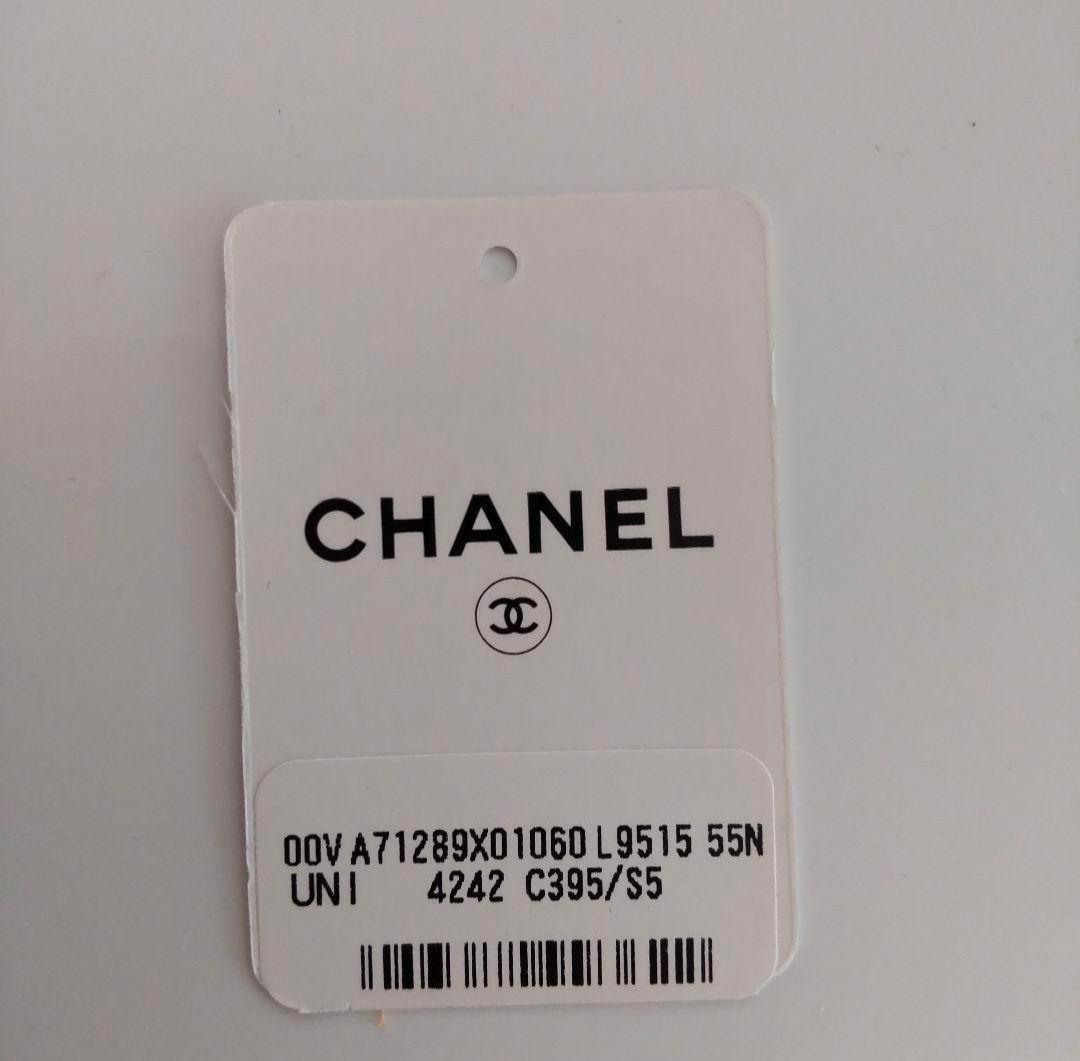 CHANEL
00V A71289X01060 L9515 55N
UNI 4242 C395/S5